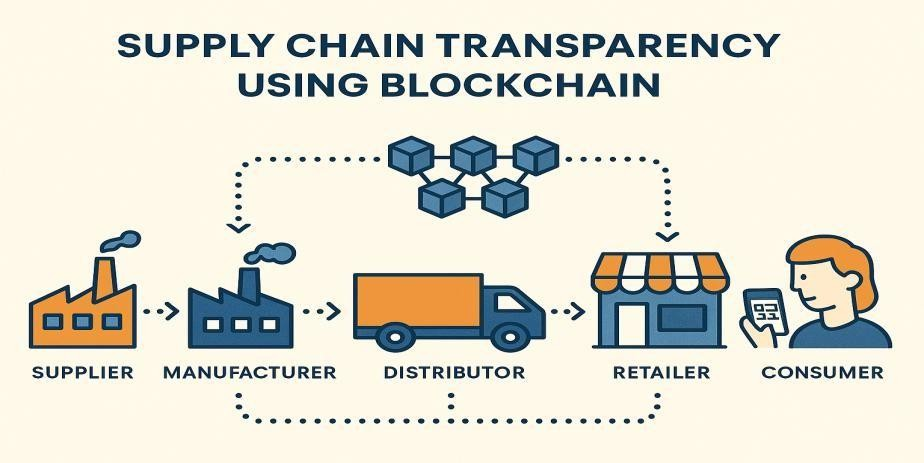 SUPPLY CHAIN TRANSPARENCY
USING BLOCKCHAIN
SUPPLIER
MANUFACTURER
DISTRIBUTOR
RETAILER
CONSUMER